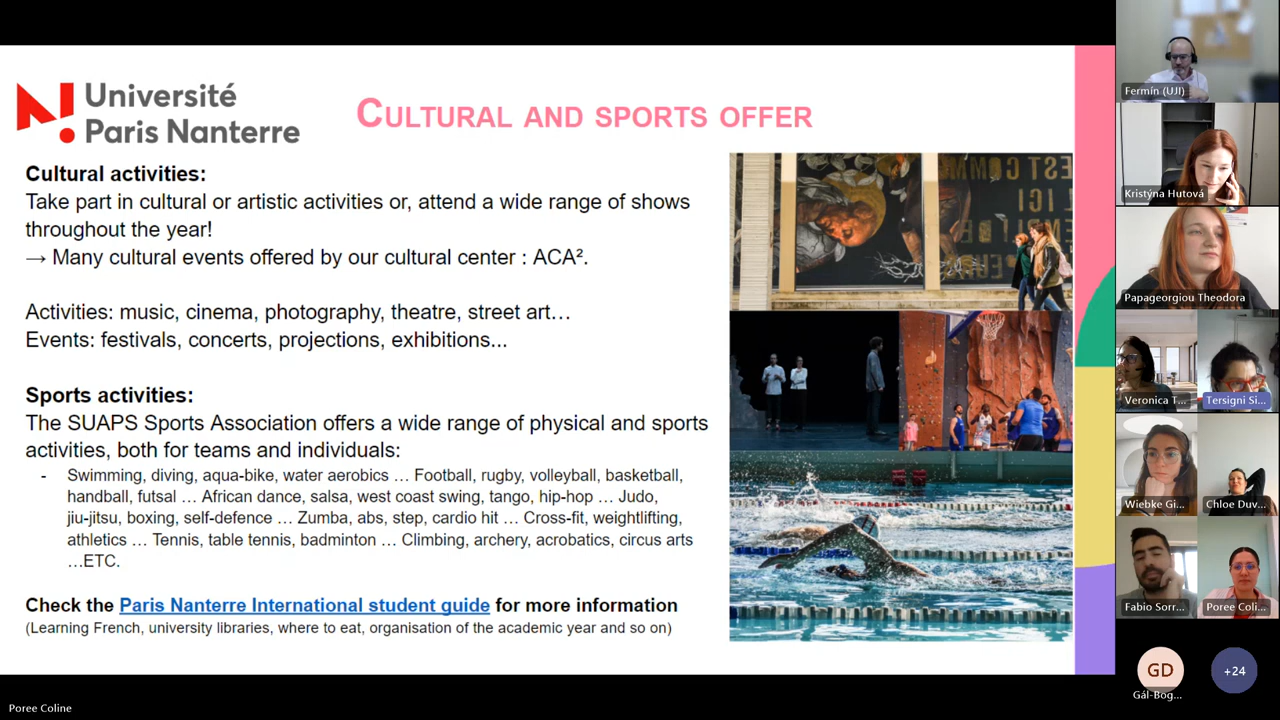 Université
Paris Nanterre
CULTURAL AND SPORTS OFFER
Cultural activities:
Take part in cultural or artistic activities or, attend a wide range of shows
throughout the year!
→ Many cultural events offered by our cultural center : ACA².
Activities: music, cinema, photography, theatre, street art…
Events: festivals, concerts, projections, exhibitions...
Sports activities:
The SUAPS Sports Association offers a wide range of physical and sports
activities, both for teams and individuals:
- Swimming, diving, aqua-bike, water aerobics … Football, rugby, volleyball, basketball,
handball, futsal … African dance, salsa, west coast swing, tango, hip-hop … Judo,
jiu-jitsu, boxing, self-defence … Zumba, abs, step, cardio hit … Cross-fit, weightlifting,
athletics … Tennis, table tennis, badminton … Climbing, archery, acrobatics, circus arts
…ETC.
Check the Paris Nanterre International student guide for more information
(Learning French, university libraries, where to eat, organisation of the academic year and so on)
Fermín (UJI)
Kristýna Hutová
Papageorgiou Theodora
Veronica T...
Tersigni Si...
Wiebke Gi...
Chloe Duv...
Fabio Sorr...
Poree Coli...
GD
+24
Gál-Bog...
Poree Coline